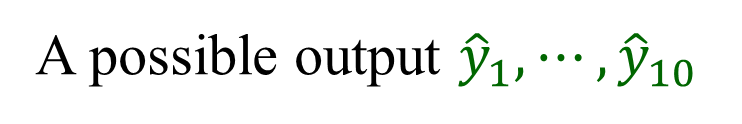 A possible output ŷ₁, ⋯ , ŷ₁₀